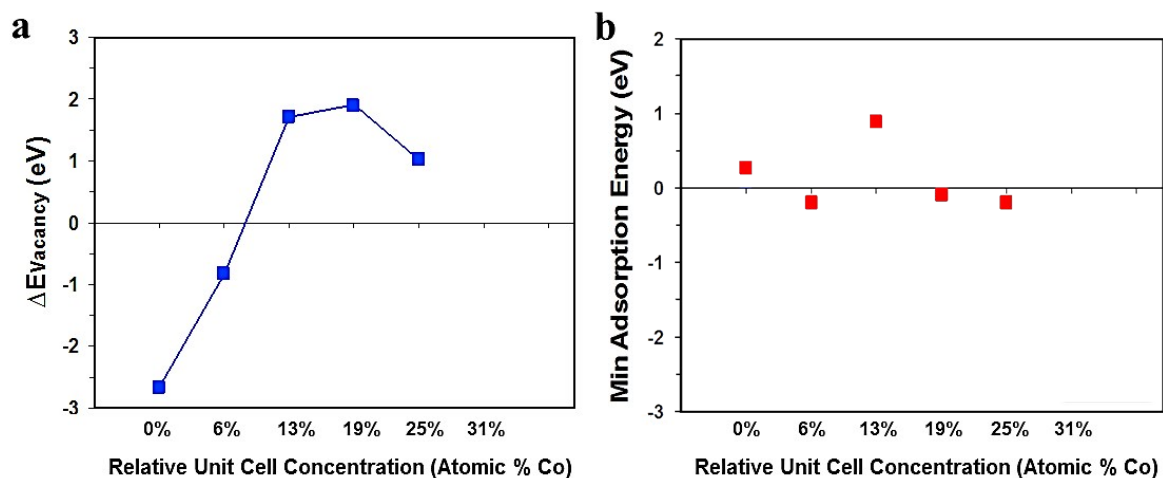 a
3
2
1
0
-1
-2
-3
ΔEVacancy (eV)
0% 6% 13% 19% 25% 31%
Relative Unit Cell Concentration (Atomic % Co)
b
2
1
0
-1
-2
-3
Min Adsorption Energy (eV)
0% 6% 13% 19% 25% 31%
Relative Unit Cell Concentration (Atomic % Co)